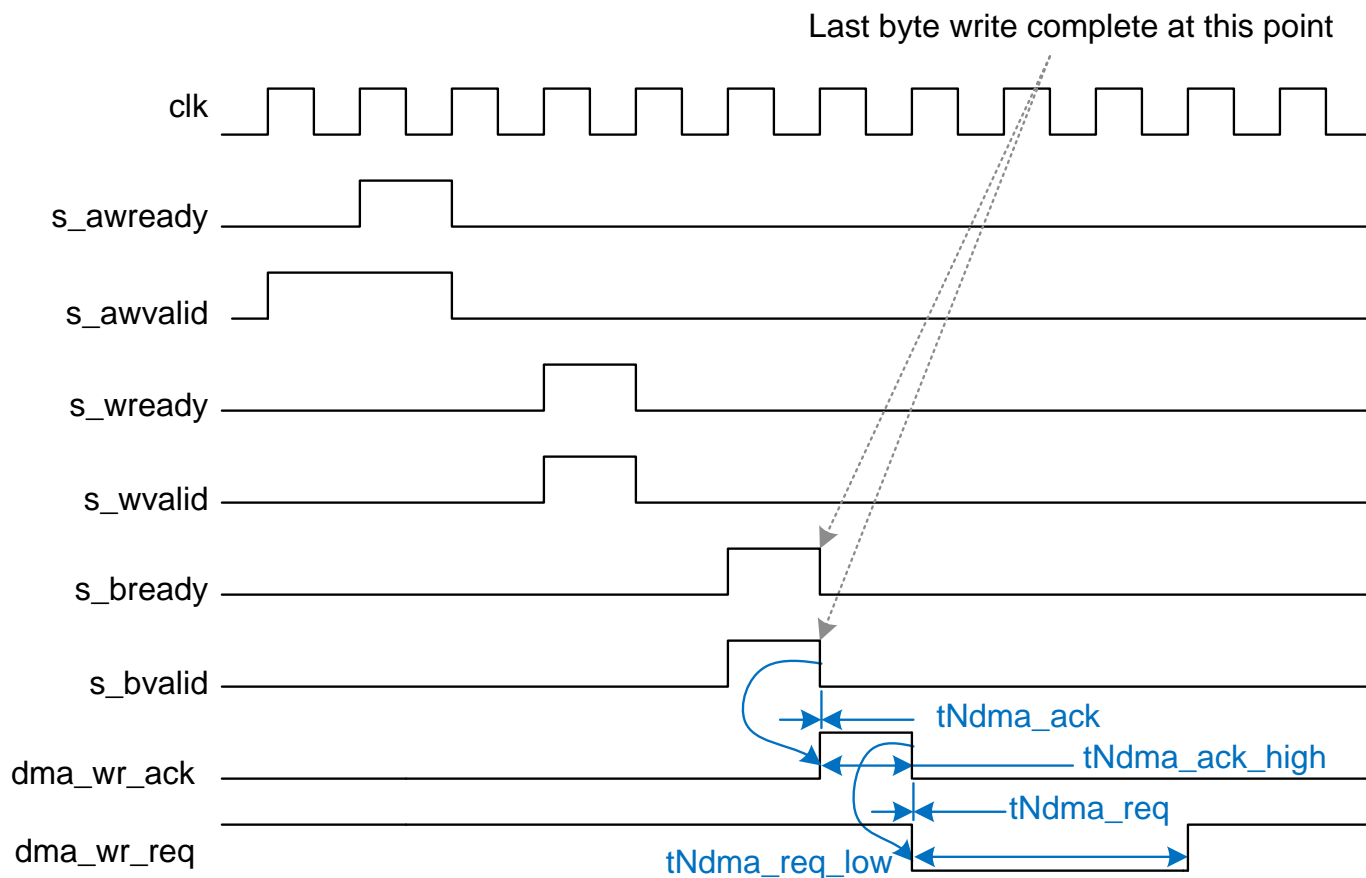 Last byte write complete at this point
clk
s_awready
s_awvalid
s_wready
s_wvalid
s_bready
s_bvalid
tNdma_ack
dma_wr_ack
tNdma_ack_high
tNdma_req
dma_wr_req
tNdma_req_low